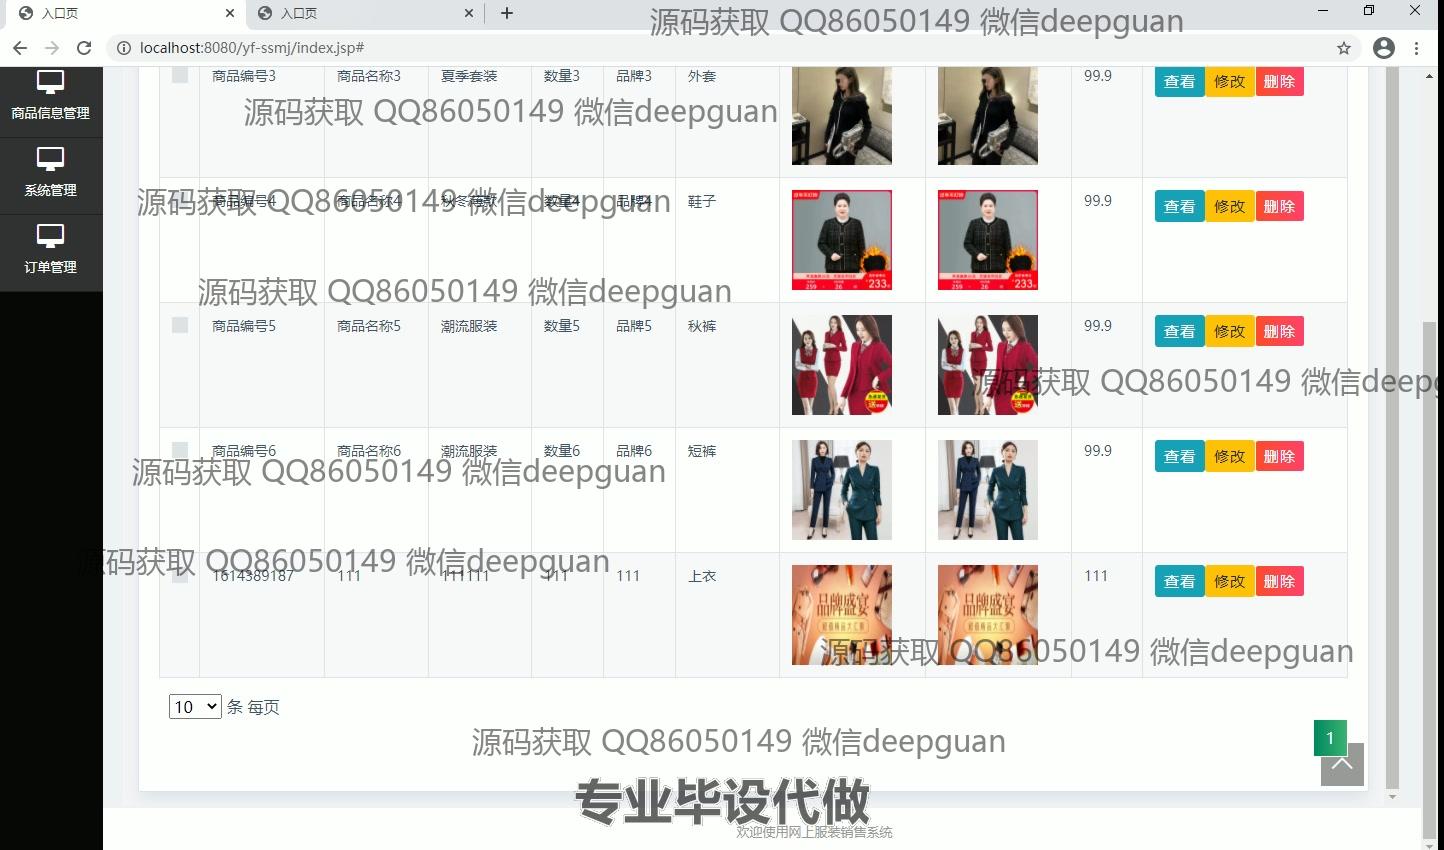 入口页
入口页
源码获取 QQ86050149 微信deepguan
localhost:8080/yf-ssmj/index.jsp#
商品信息管理
系统管理
订单管理
商品编号3 商品名称3 夏季套装 数量3 品牌3 外套 99.9 查看 修改 删除
源码获取 QQ86050149 微信deepguan
商品编号4 商品名称4 秋冬薄款 数量4 品牌4 鞋子 99.9 查看 修改 删除
源码获取 QQ86050149 微信deepguan
233
源码获取 QQ86050149 微信deepguan
商品编号5 商品名称5 潮流服装 数量5 品牌5 秋裤 99.9 查看 修改 删除
源码获取 QQ86050149 微信deepg
商品编号6 商品名称6 潮流服装 数量6 品牌6 短裤 99.9 查看 修改 删除
源码获取 QQ86050149 微信deepguan
源码获取 QQ86050149 微信deepguan
1614389187 111 111111 111 111 上衣 111 查看 修改 删除
品牌盛宴
品牌盛宴
源码获取 QQ86050149 微信deepguan
10 条 每页
源码获取 QQ86050149 微信deepguan
1
专业毕设代做
欢迎使用网上服装销售系统